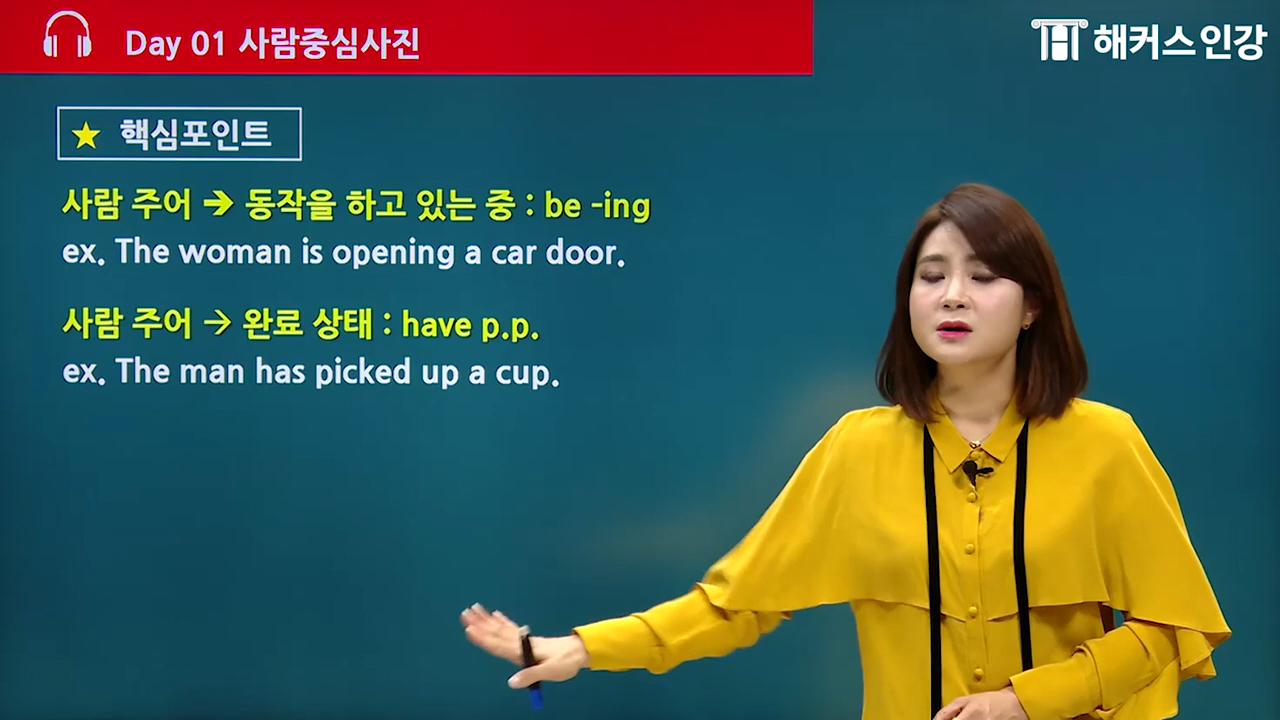 Day 01 사람중심사진
해커스인강
★ 핵심포인트
사람 주어 ➔ 동작을 하고 있는 중 : be -ing
ex. The woman is opening a car door.
사람 주어 → 완료 상태 : have p.p.
ex. The man has picked up a cup.